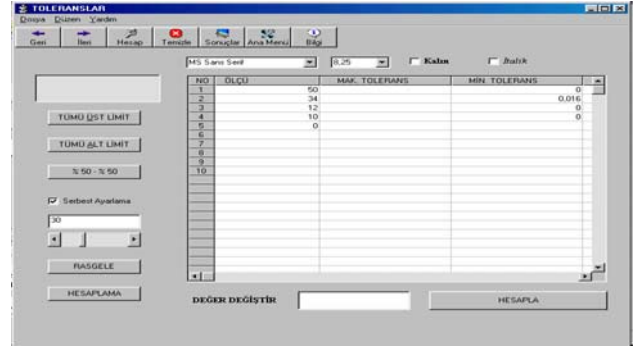 TOLERANSLAR
Dosya Düzen Yardım
Geri İleri Hesap Temizle Sonuçlar Ana Menü Bilgi
MS Sans Serif 8,25 Kalın İtalik
NO ÖLÇÜ MAK. TOLERANS MİN. TOLERANS
1 50 0
2 34 0,016
3 12 0
4 10 0
5 0
6
7
8
9
10
TÜMÜ ÜST LİMİT
TÜMÜ ALT LİMİT
% 50 - % 50
Serbest Ayarlama
30
RASGELE
HESAPLAMA
DEĞER DEĞİŞTİR HESAPLA